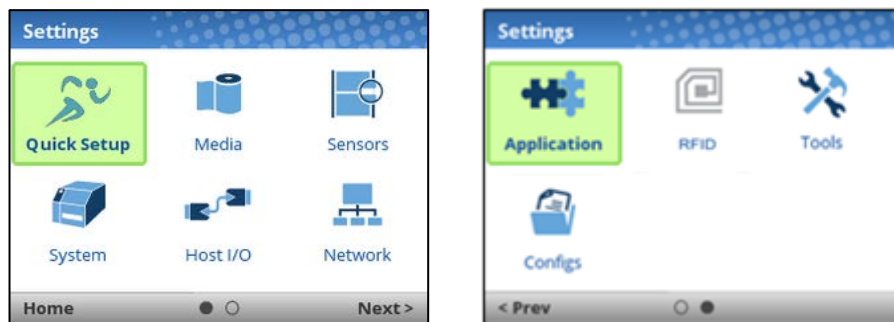 Settings
Quick Setup
Media
Sensors
System
Host I/O
Network
Home
Next >
Settings
Application
RFID
Tools
Configs
< Prev